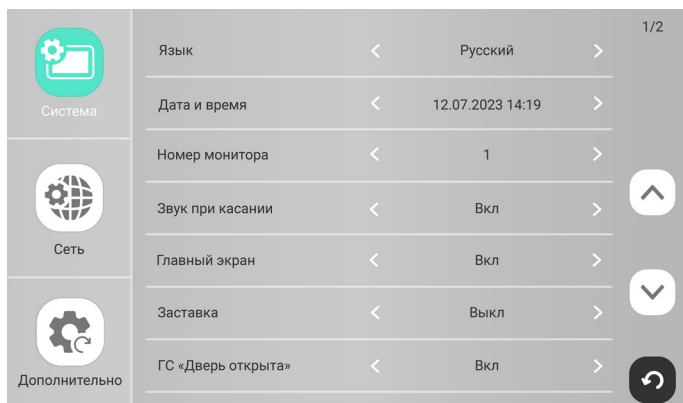 1/2
Система
Сеть
Дополнительно
Язык Русский
Дата и время 12.07.2023 14:19
Номер монитора 1
Звук при касании Вкл
Главный экран Вкл
Заставка Выкл
ГС «Дверь открыта» Вкл